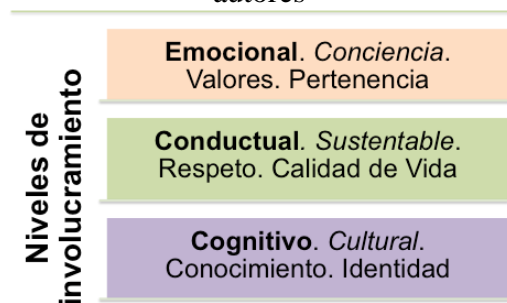 autores
Niveles de
involucramiento
Emocional. Conciencia.
Valores. Pertenencia
Conductual. Sustentable.
Respeto. Calidad de Vida
Cognitivo. Cultural.
Conocimiento. Identidad